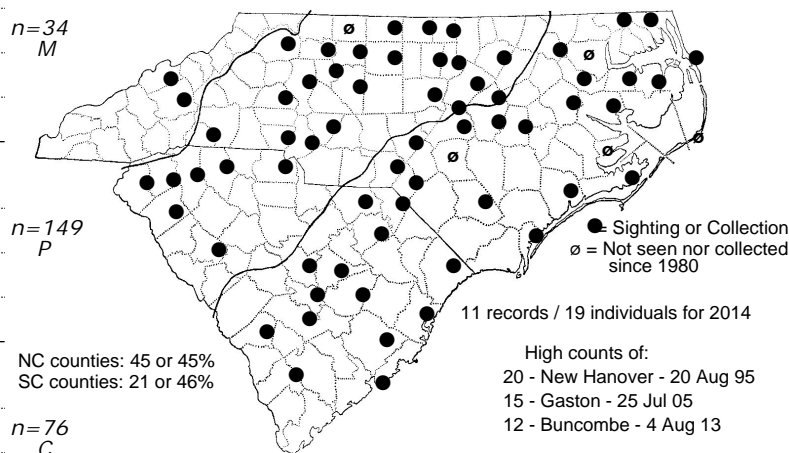 n=34
M
n=149
P
n=76
C
● = Sighting or Collection
ø = Not seen nor collected
since 1980
11 records / 19 individuals for 2014
NC counties: 45 or 45%
SC counties: 21 or 46%
High counts of:
20 - New Hanover - 20 Aug 95
15 - Gaston - 25 Jul 05
12 - Buncombe - 4 Aug 13